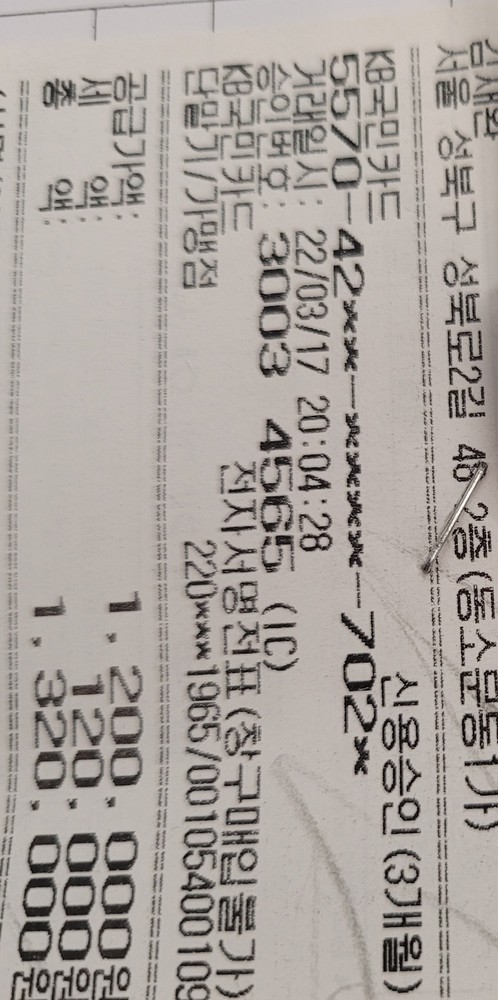 서울 성북구 성북로2길 46 2층(동소문동1가)
KB국민카드 신용승인(3개월)
5570-42**-****-702*
거래일시: 22/03/17 20:04:28
승인번호: 3003 4565 (IC)
KB국민카드 전자서명전표(창구매입불가)
단말기/가맹점 220***1965/00105400109
공급가액: 1,200,000원
세 액: 120,000원
총 액: 1,320,000원